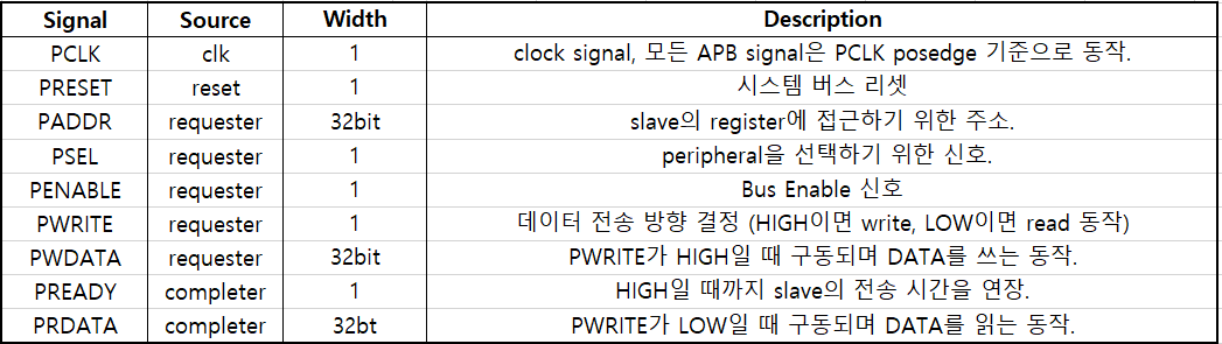 Signal Source Width Description
PCLK clk 1 clock signal, 모든 APB signal은 PCLK posedge 기준으로 동작.
PRESET reset 1 시스템 버스 리셋
PADDR requester 32bit slave의 register에 접근하기 위한 주소.
PSEL requester 1 peripheral을 선택하기 위한 신호.
PENABLE requester 1 Bus Enable 신호
PWRITE requester 1 데이터 전송 방향 결정 (HIGH이면 write, LOW이면 read 동작)
PWDATA requester 32bit PWRITE가 HIGH일 때 구동되며 DATA를 쓰는 동작.
PREADY completer 1 HIGH일 때까지 slave의 전송 시간을 연장.
PRDATA completer 32bt PWRITE가 LOW일 때 구동되며 DATA를 읽는 동작.